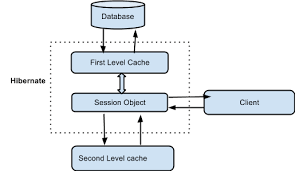 Database
First Level Cache
Hibernate
Session Object
Client
Second Level cache